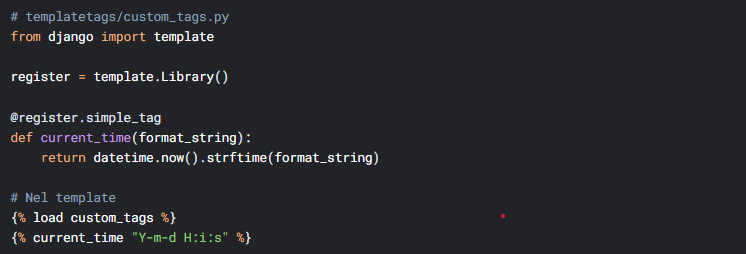 # templatetags/custom_tags.py
from django import template
register = template.Library()
@register.simple_tag
def current_time(format_string):
    return datetime.now().strftime(format_string)
# Nel template
{% load custom_tags %}
{% current_time "Y-m-d H:i:s" %}